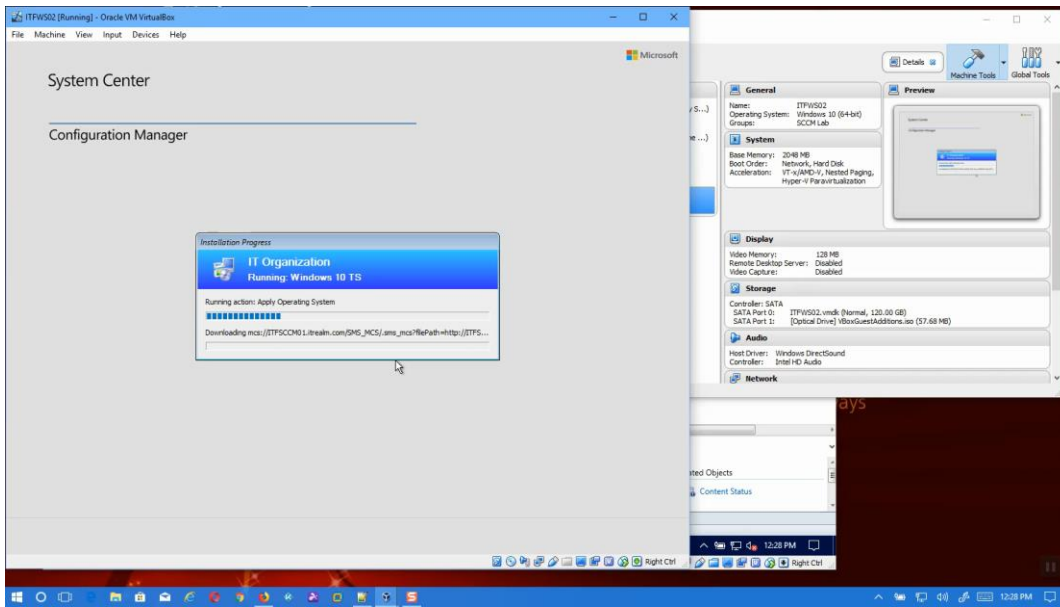 ITFWS02 [Running] - Oracle VM VirtualBox
File Machine View Input Devices Help
Microsoft
System Center
Configuration Manager
Installation Progress
IT Organization
Running: Windows 10 TS
Running action: Apply Operating System
Downloading mcs://ITFSCCM01.itrealm.com/SMS_MCS/.sms_mcs?filePath=http://ITFS...
Right Ctrl
Details
Machine Tools
Global Tools
General
Name: ITFWS02
Operating System: Windows 10 (64-bit)
Groups: SCCM Lab
System
Base Memory: 2048 MB
Boot Order: Network, Hard Disk
Acceleration: VT-x/AMD-V, Nested Paging,
Hyper-V Paravirtualization
Preview
Display
Video Memory: 128 MB
Remote Desktop Server: Disabled
Video Capture: Disabled
Storage
Controller: SATA
SATA Port 0: ITFWS02.vmdk (Normal, 120.00 GB)
SATA Port 1: [Optical Drive] VBoxGuestAdditions.iso (57.68 MB)
Audio
Host Driver: Windows DirectSound
Controller: Intel HD Audio
Network
ays
ated Objects
Content Status
12:28 PM
Right Ctrl
12:28 PM